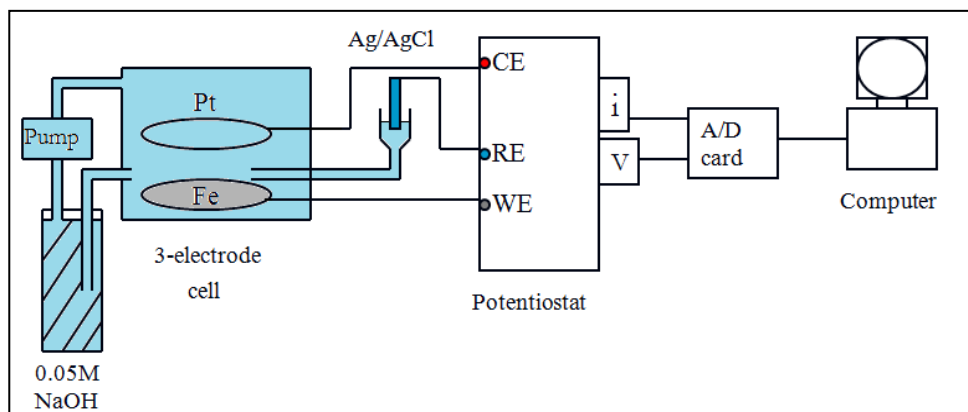 Ag/AgCl
CE
Pt
i
Pump
A/D
card
RE
V
Fe
WE
Computer
3-electrode
cell
Potentiostat
0.05M
NaOH